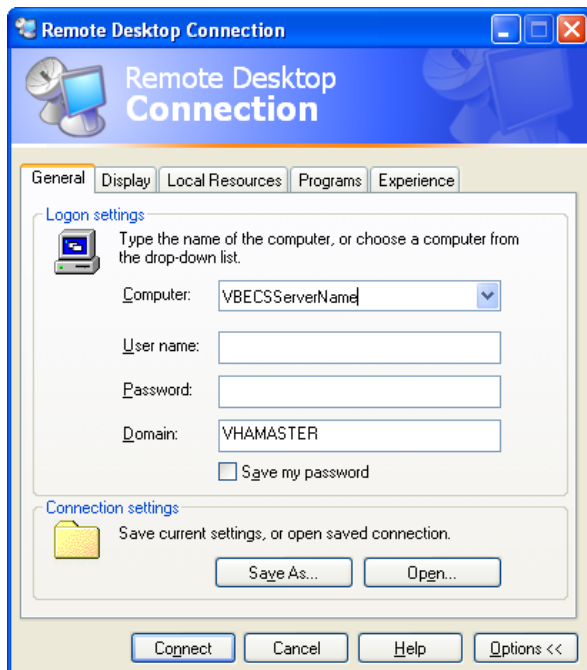 Remote Desktop Connection
Remote Desktop
Connection
General Display Local Resources Programs Experience
Logon settings
Type the name of the computer, or choose a computer from
the drop-down list.
Computer: VBECSServerName
User name:
Password:
Domain: VHAMASTER
Save my password
Connection settings
Save current settings, or open saved connection.
Save As... Open...
Connect Cancel Help Options <<